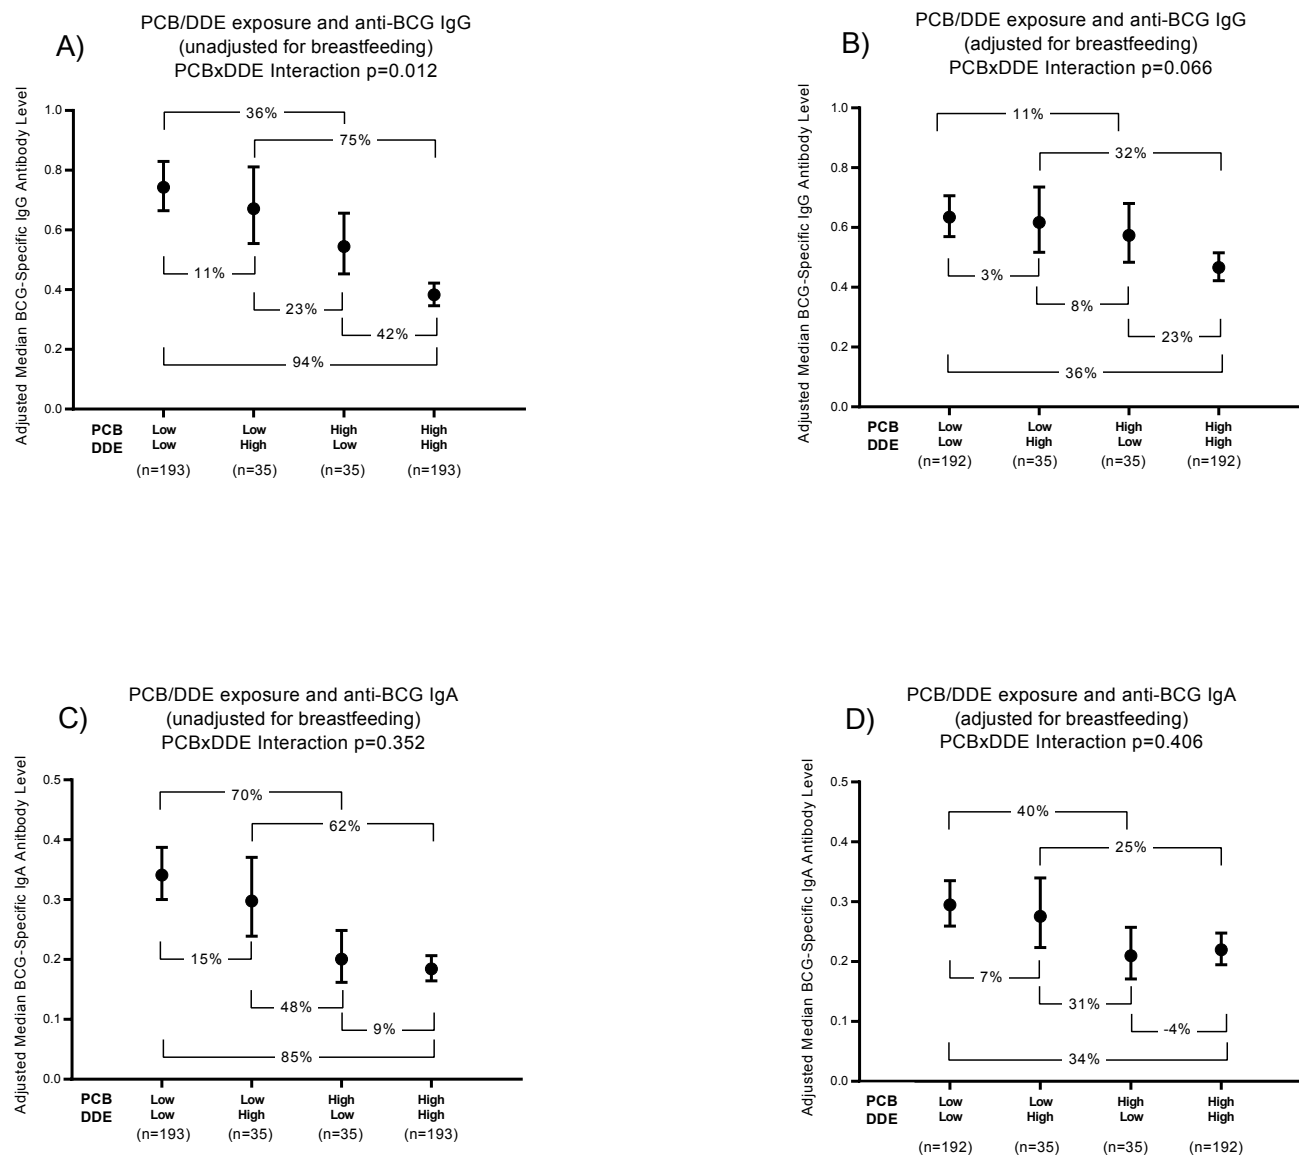 A)
PCB/DDE exposure and anti-BCG IgG
(unadjusted for breastfeeding)
PCBxDDE Interaction p=0.012
Adjusted Median BCG-Specific IgG Antibody Level
1.0
0.8
0.6
0.4
0.2
0.0
36%
75%
11%
23%
42%
94%
PCB Low Low High High
DDE Low High Low High
(n=193) (n=35) (n=35) (n=193)
B)
PCB/DDE exposure and anti-BCG IgG
(adjusted for breastfeeding)
PCBxDDE Interaction p=0.066
Adjusted Median BCG-Specific IgG Antibody Level
1.0
0.8
0.6
0.4
0.2
0.0
11%
32%
3%
8%
23%
36%
PCB Low Low High High
DDE Low High Low High
(n=192) (n=35) (n=35) (n=192)
C)
PCB/DDE exposure and anti-BCG IgA
(unadjusted for breastfeeding)
PCBxDDE Interaction p=0.352
Adjusted Median BCG-Specific IgA Anitbody Level
0.5
0.4
0.3
0.2
0.1
0.0
70%
62%
15%
48%
9%
85%
PCB Low Low High High
DDE Low High Low High
(n=193) (n=35) (n=35) (n=193)
D)
PCB/DDE exposure and anti-BCG IgA
(adjusted for breastfeeding)
PCBxDDE Interaction p=0.406
Adjusted Median BCG-Specific IgA Antibody Level
0.5
0.4
0.3
0.2
0.1
0.0
40%
25%
7%
31%
-4%
34%
PCB Low Low High High
DDE Low High Low High
(n=192) (n=35) (n=35) (n=192)